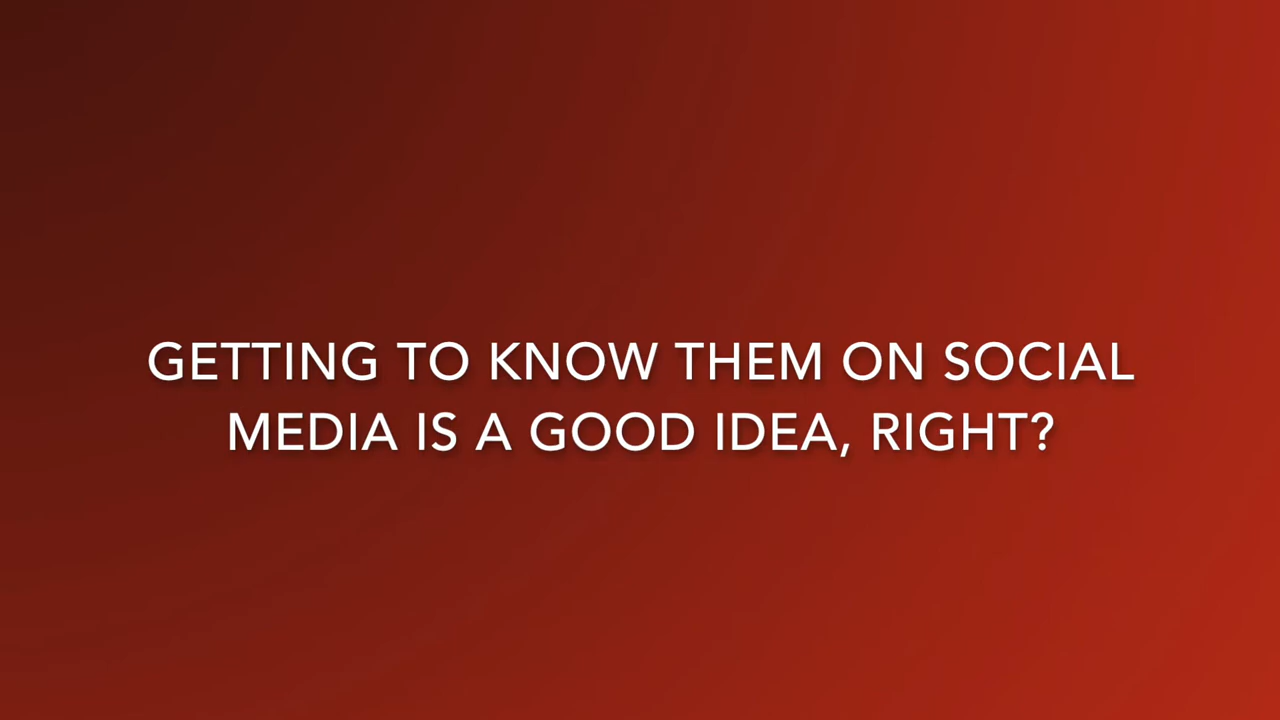 GETTING TO KNOW THEM ON SOCIAL
MEDIA IS A GOOD IDEA, RIGHT?